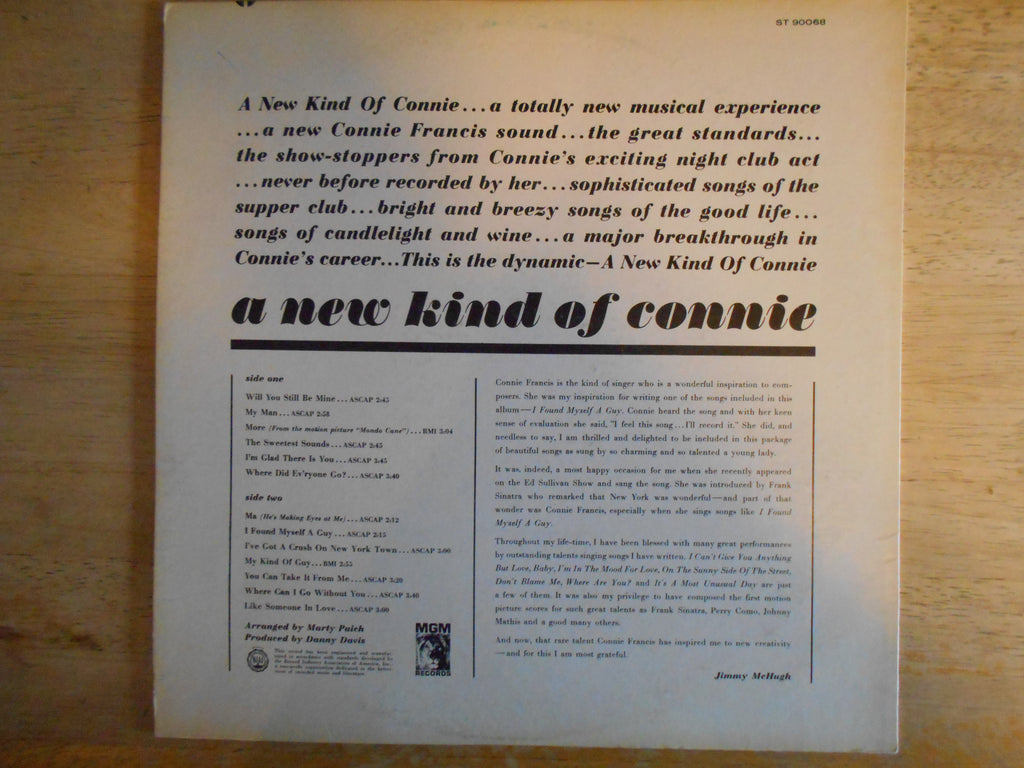 ST 90068
A New Kind Of Connie...a totally new musical experience
...a new Connie Francis sound...the great standards...
the show-stoppers from Connie's exciting night club act
...never before recorded by her...sophisticated songs of the
supper club...bright and breezy songs of the good life...
songs of candlelight and wine...a major breakthrough in
Connie's career...This is the dynamic—A New Kind Of Connie
a new kind of connie
side one
Will You Still Be Mine...ASCAP 2:45
My Man...ASCAP 2:58
More (From the motion picture "Mondo Cane")...BMI 3:04
The Sweetest Sounds...ASCAP 2:45
I'm Glad There Is You...ASCAP 3:45
Where Did Ev'ryone Go?...ASCAP 3:40
side two
Ma (He's Making Eyes at Me)...ASCAP 2:12
I Found Myself A Guy...ASCAP 2:15
I've Got A Crush On New York Town...ASCAP 3:00
My Kind Of Guy...BMI 2:55
You Can Take It From Me...ASCAP 3:20
Where Can I Go Without You...ASCAP 3:40
Like Someone In Love...ASCAP 3:60
Arranged by Marty Paich
Produced by Danny Davis
MGM
RECORDS
Connie Francis is the kind of singer who is a wonderful inspiration to com-
posers. She was my inspiration for writing one of the songs included in this
album—I Found Myself A Guy. Connie heard the song and with her keen
sense of evaluation she said, "I feel this song...I'll record it." She did, and
needless to say, I am thrilled and delighted to be included in this package
of beautiful songs as sung by so charming and so talented a young lady.
It was, indeed, a most happy occasion for me when she recently appeared
on the Ed Sullivan Show and sang the song. She was introduced by Frank
Sinatra who remarked that New York was wonderful—and part of that
wonder was Connie Francis, especially when she sings songs like I Found
Myself A Guy.
Throughout my life-time, I have been blessed with many great performances
by outstanding talents singing songs I have written. I Can't Give You Anything
But Love, Baby, I'm In The Mood For Love, On The Sunny Side Of The Street,
Don't Blame Me, Where Are You? and It's A Most Unusual Day are just
a few of them. It was also my privilege to have composed the first motion
picture scores for such great talents as Frank Sinatra, Perry Como, Johnny
Mathis and a good many others.
And now, that rare talent Connie Francis has inspired me to new creativity
—and for this I am most grateful.
Jimmy McHugh